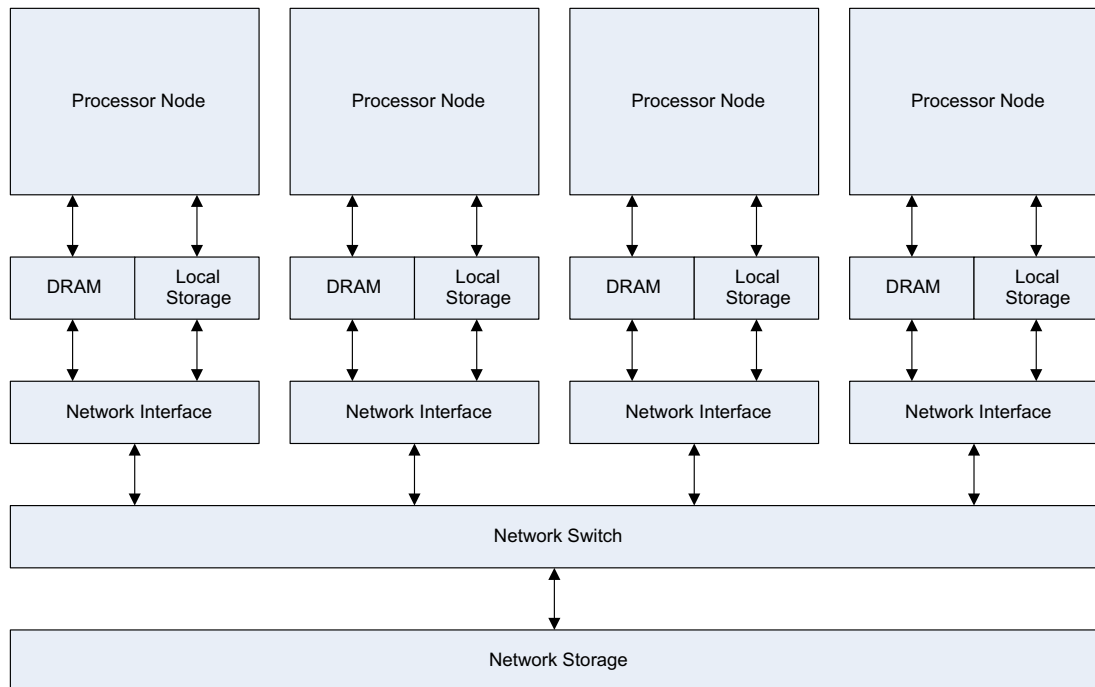 Processor Node
Processor Node
Processor Node
Processor Node
DRAM
Local
Storage
DRAM
Local
Storage
DRAM
Local
Storage
DRAM
Local
Storage
Network Interface
Network Interface
Network Interface
Network Interface
Network Switch
Network Storage